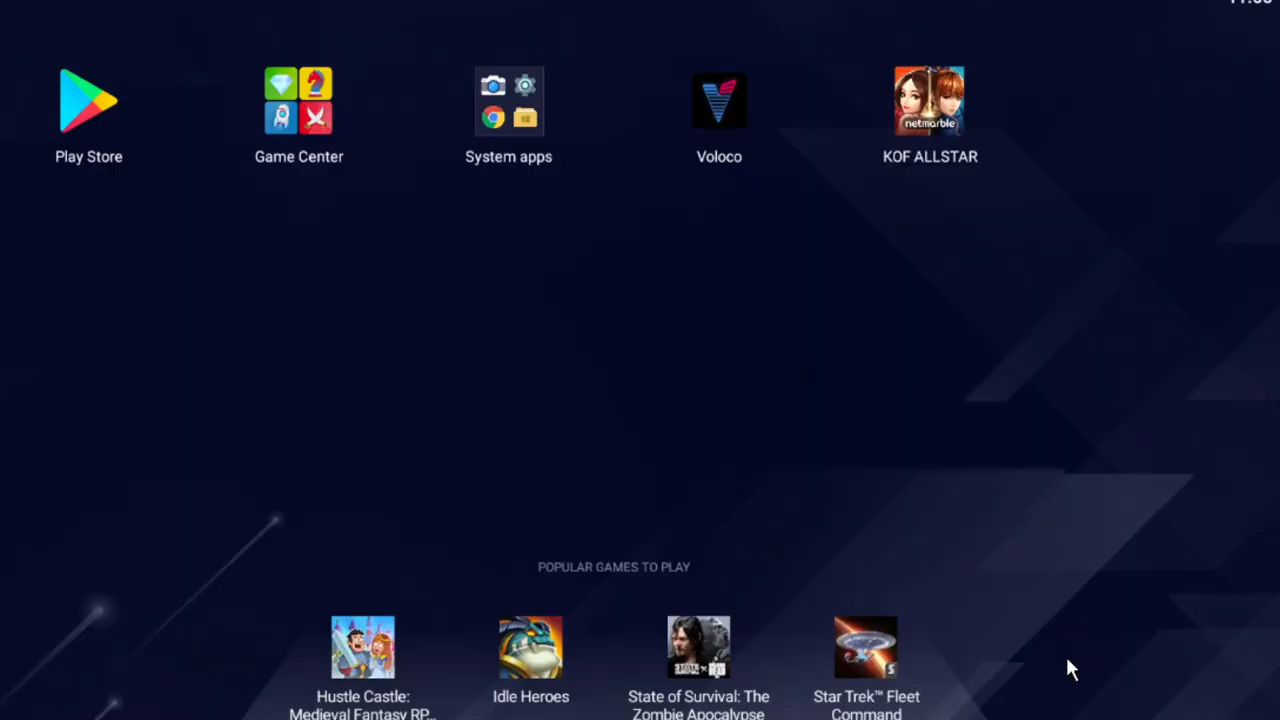 Play Store
Game Center
System apps
Voloco
netmarble
KOF ALLSTAR
POPULAR GAMES TO PLAY
Hustle Castle:
Medieval Fantasy RP...
Idle Heroes
State of Survival: The
Zombie Apocalypse
Star Trek™ Fleet
Command